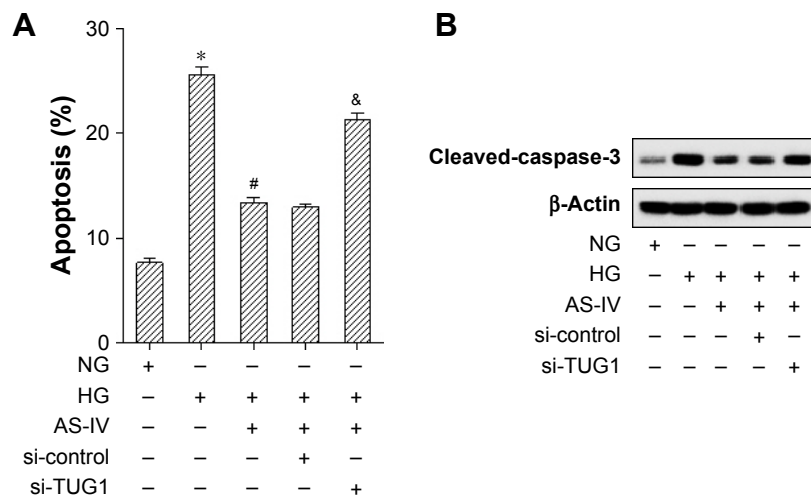 A
30
20
10
0
Apoptosis (%)
*
#
&
NG + – – – –
HG – + + + +
AS-IV – – + + +
si-control – – – + –
si-TUG1 – – – – +
B
Cleaved-caspase-3
β-Actin
NG + – – – –
HG – + + + +
AS-IV – – + + +
si-control – – – + –
si-TUG1 – – – – +